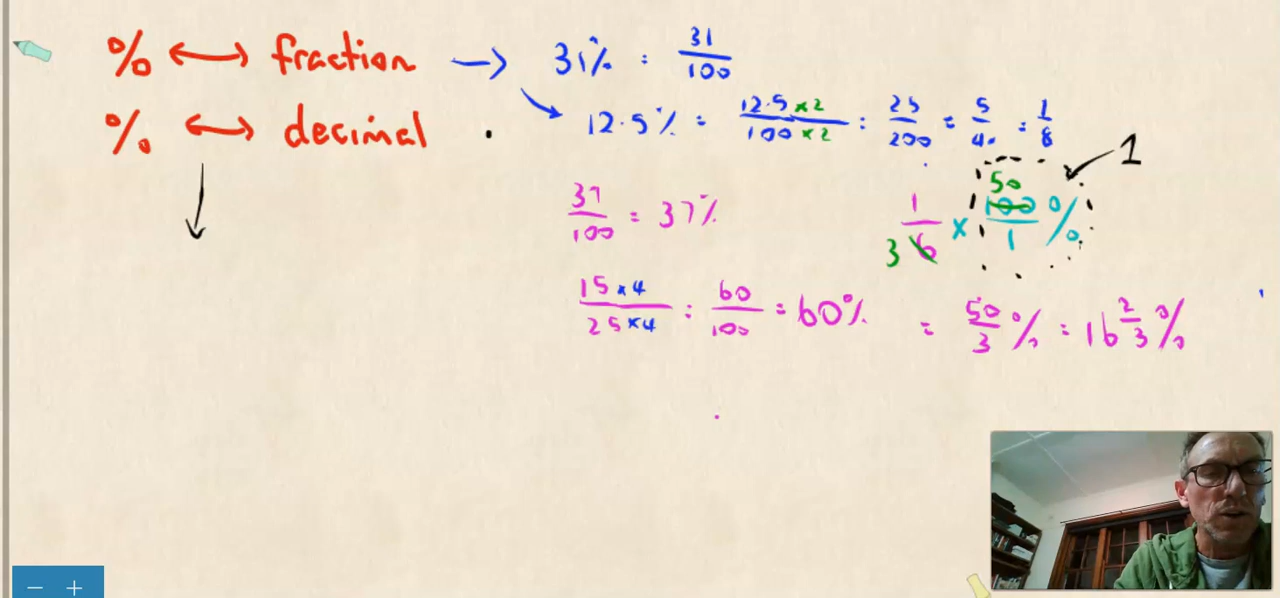 % ↔ fraction → 31% = 31/100
% ↔ decimal
12.5% = 12.5 ×2/100 ×2 = 25/200 = 5/40 = 1/8
37/100 = 37%
1/6 × 100/1 % 1
50
3
15 ×4/25 ×4 = 60/100 = 60%
= 50/3 % = 16 2/3 %
− +